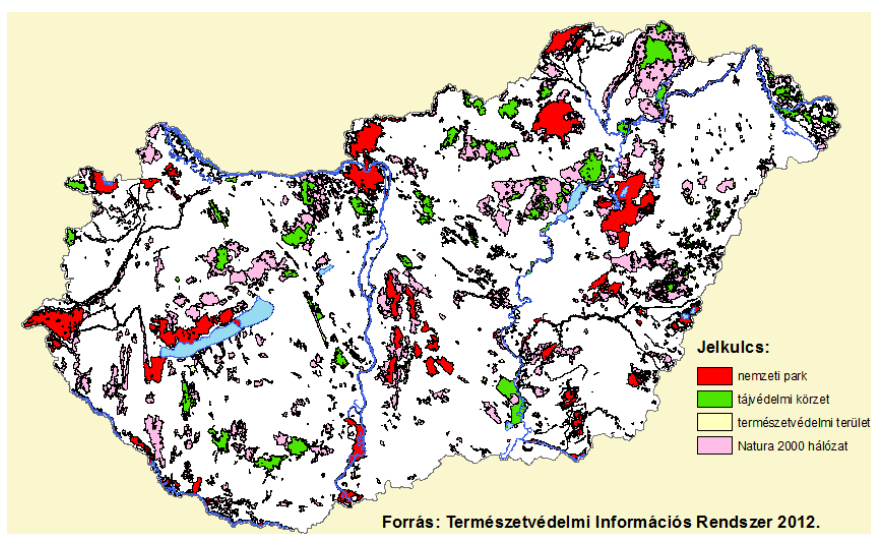 Jelkulcs:
nemzeti park
tájvédelmi körzet
természetvédelmi terület
Natura 2000 hálózat
Forrás: Természetvédelmi Információs Rendszer 2012.